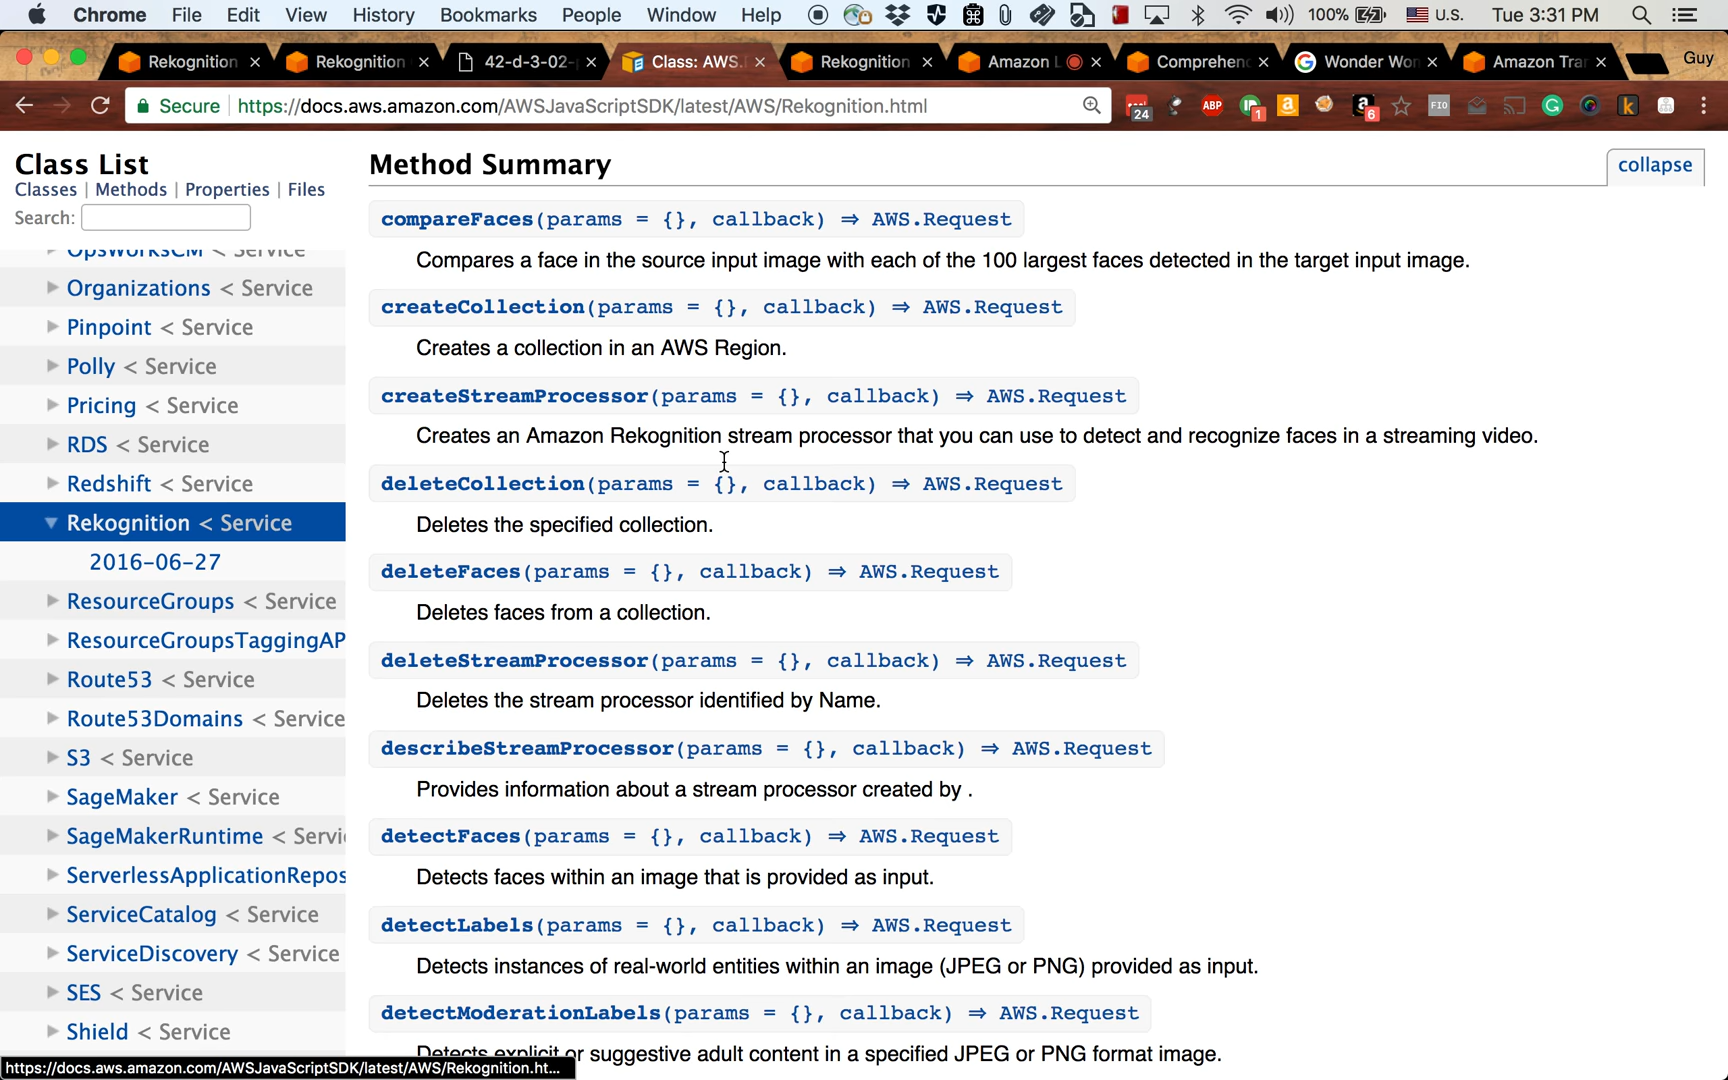 Chrome File Edit View History Bookmarks People Window Help 100% U.S. Tue 3:31 PM
Rekognition Rekognition 42-d-3-02- Class: AWS. Rekognition Amazon L Comprehen Wonder Wo Amazon Tra Guy
Secure https://docs.aws.amazon.com/AWSJavaScriptSDK/latest/AWS/Rekognition.html 24 ABP 1 a a 6 FIO G k
Class List
Classes | Methods | Properties | Files
Search:
OpsWorksCM < Service
Organizations < Service
Pinpoint < Service
Polly < Service
Pricing < Service
RDS < Service
Redshift < Service
Rekognition < Service
2016-06-27
ResourceGroups < Service
ResourceGroupsTaggingAP
Route53 < Service
Route53Domains < Service
S3 < Service
SageMaker < Service
SageMakerRuntime < Servi
ServerlessApplicationRepos
ServiceCatalog < Service
ServiceDiscovery < Service
SES < Service
Shield < Service
https://docs.aws.amazon.com/AWSJavaScriptSDK/latest/AWS/Rekognition.ht...
Method Summary
collapse
compareFaces(params = {}, callback) ⇒ AWS.Request
Compares a face in the source input image with each of the 100 largest faces detected in the target input image.
createCollection(params = {}, callback) ⇒ AWS.Request
Creates a collection in an AWS Region.
createStreamProcessor(params = {}, callback) ⇒ AWS.Request
Creates an Amazon Rekognition stream processor that you can use to detect and recognize faces in a streaming video.
deleteCollection(params = {}, callback) ⇒ AWS.Request
Deletes the specified collection.
deleteFaces(params = {}, callback) ⇒ AWS.Request
Deletes faces from a collection.
deleteStreamProcessor(params = {}, callback) ⇒ AWS.Request
Deletes the stream processor identified by Name.
describeStreamProcessor(params = {}, callback) ⇒ AWS.Request
Provides information about a stream processor created by .
detectFaces(params = {}, callback) ⇒ AWS.Request
Detects faces within an image that is provided as input.
detectLabels(params = {}, callback) ⇒ AWS.Request
Detects instances of real-world entities within an image (JPEG or PNG) provided as input.
detectModerationLabels(params = {}, callback) ⇒ AWS.Request
Detects explicit or suggestive adult content in a specified JPEG or PNG format image.